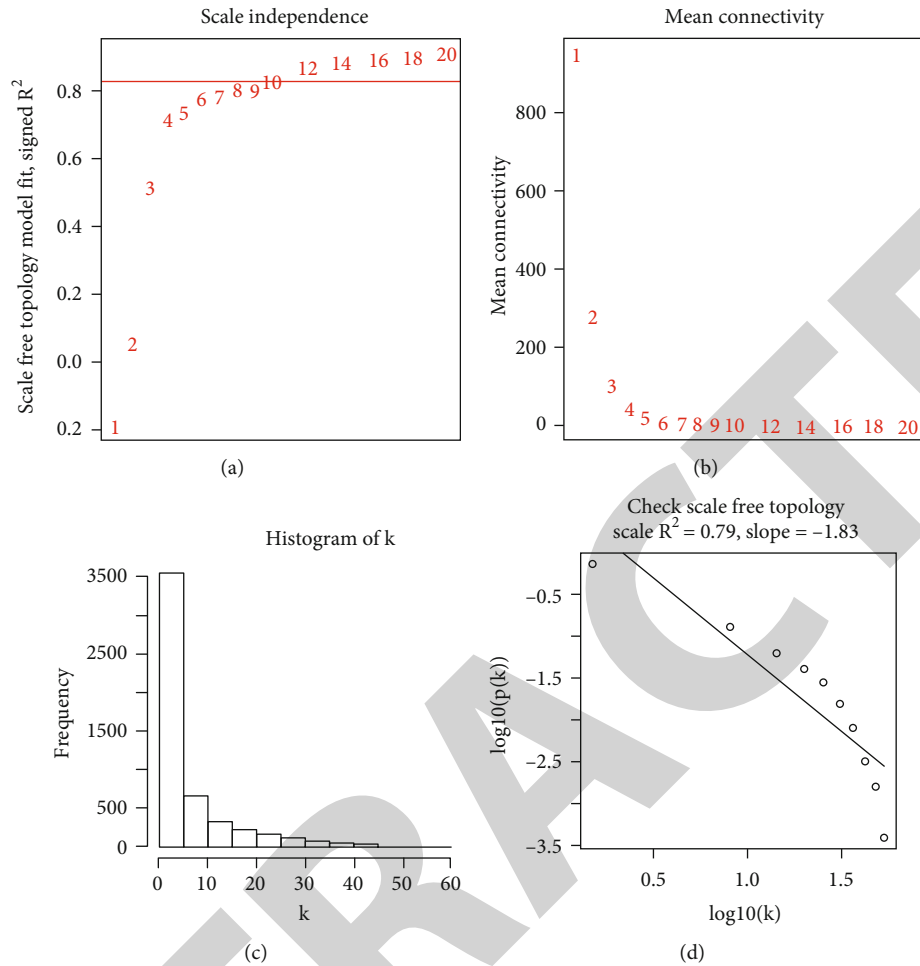 Scale independence
Scale free topology model fit, signed R²
0.8
0.6
0.4
0.2
0.0
0.2
1
2
3
4
5
6
7
8
9
10
12
14
16
18
20
(a)
Mean connectivity
Mean connectivity
800
600
400
200
0
1
2
3
4
5
6
7
8
9
10
12
14
16
18
20
(b)
Histogram of k
Frequency
3500
2500
1500
500
0
0 10 20 30 40 50 60
k
(c)
Check scale free topology
scale R² = 0.79, slope = −1.83
log10(p(k))
−0.5
−1.5
−2.5
−3.5
0.5 1.0 1.5
log10(k)
(d)